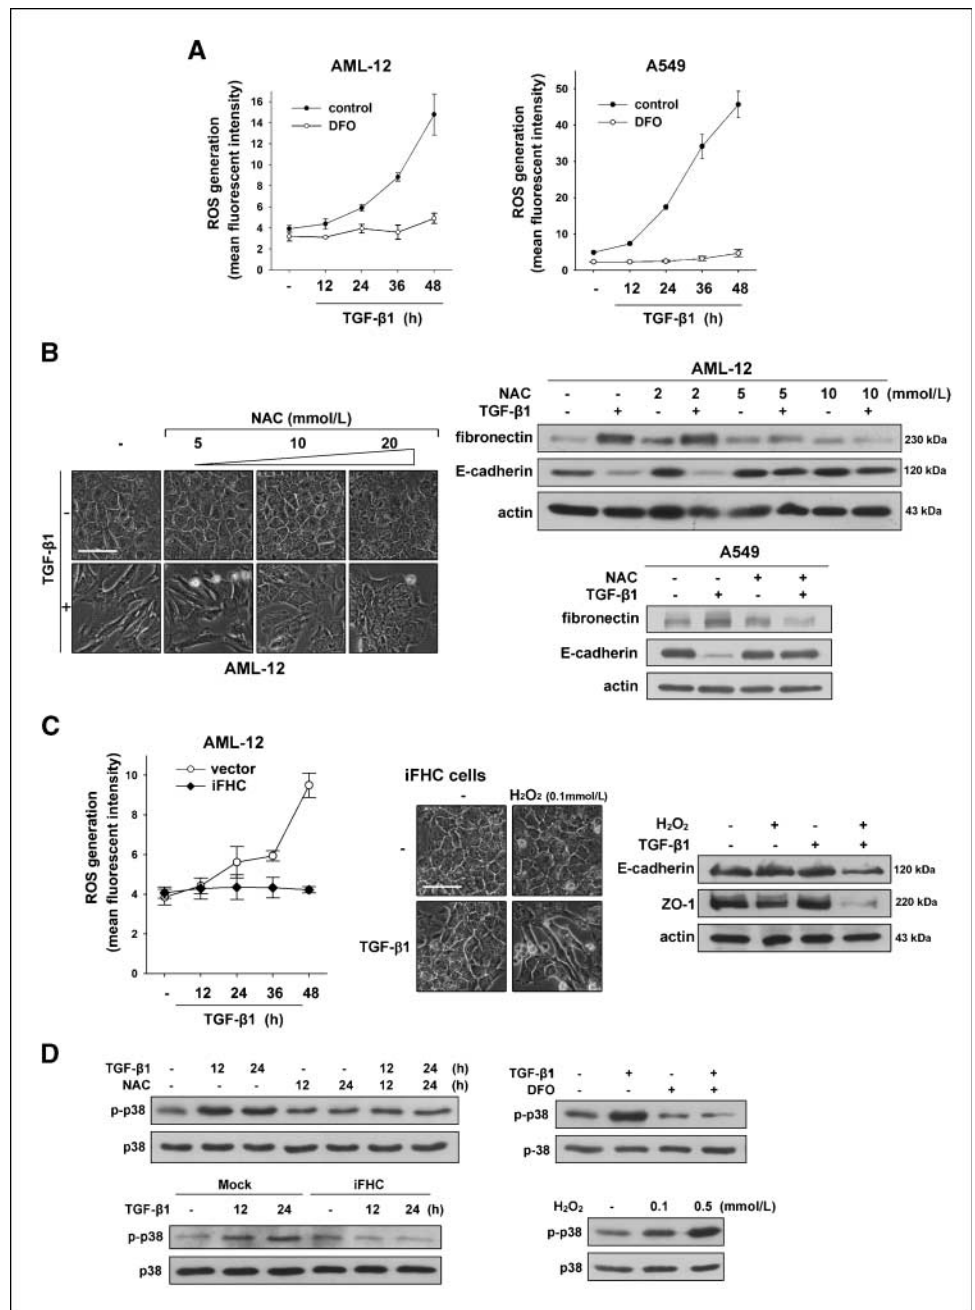 A
AML-12
A549
ROS generation
(mean fluorescent intensity)
16
14
12
10
8
6
4
2
0
control
DFO
- 12 24 36 48
TGF-β1 (h)
ROS generation
(mean fluorescent intensity)
50
40
30
20
10
0
control
DFO
- 12 24 36 48
TGF-β1 (h)
B
NAC (mmol/L)
- 5 10 20
TGF-β1
-
+
AML-12
AML-12
NAC - - 2 2 5 5 10 10 (mmol/L)
TGF-β1 - + - + - + - +
fibronectin 230 kDa
E-cadherin 120 kDa
actin 43 kDa
A549
NAC - - + +
TGF-β1 - + - +
fibronectin
E-cadherin
actin
C
AML-12
ROS generation
(mean fluorescent intensity)
10
8
6
4
2
0
vector
iFHC
- 12 24 36 48
TGF-β1 (h)
iFHC cells
- H₂O₂ (0.1mmol/L)
-
TGF-β1
H₂O₂ - + - +
TGF-β1 - - + +
E-cadherin 120 kDa
ZO-1 220 kDa
actin 43 kDa
D
TGF-β1 - 12 24 - - 12 24 (h)
NAC - - - 12 24 12 24 (h)
p-p38
p38
TGF-β1 - + - +
DFO - - + +
p-p38
p-38
Mock iFHC
TGF-β1 - 12 24 - 12 24 (h)
p-p38
p38
H₂O₂ - 0.1 0.5 (mmol/L)
p-p38
p38